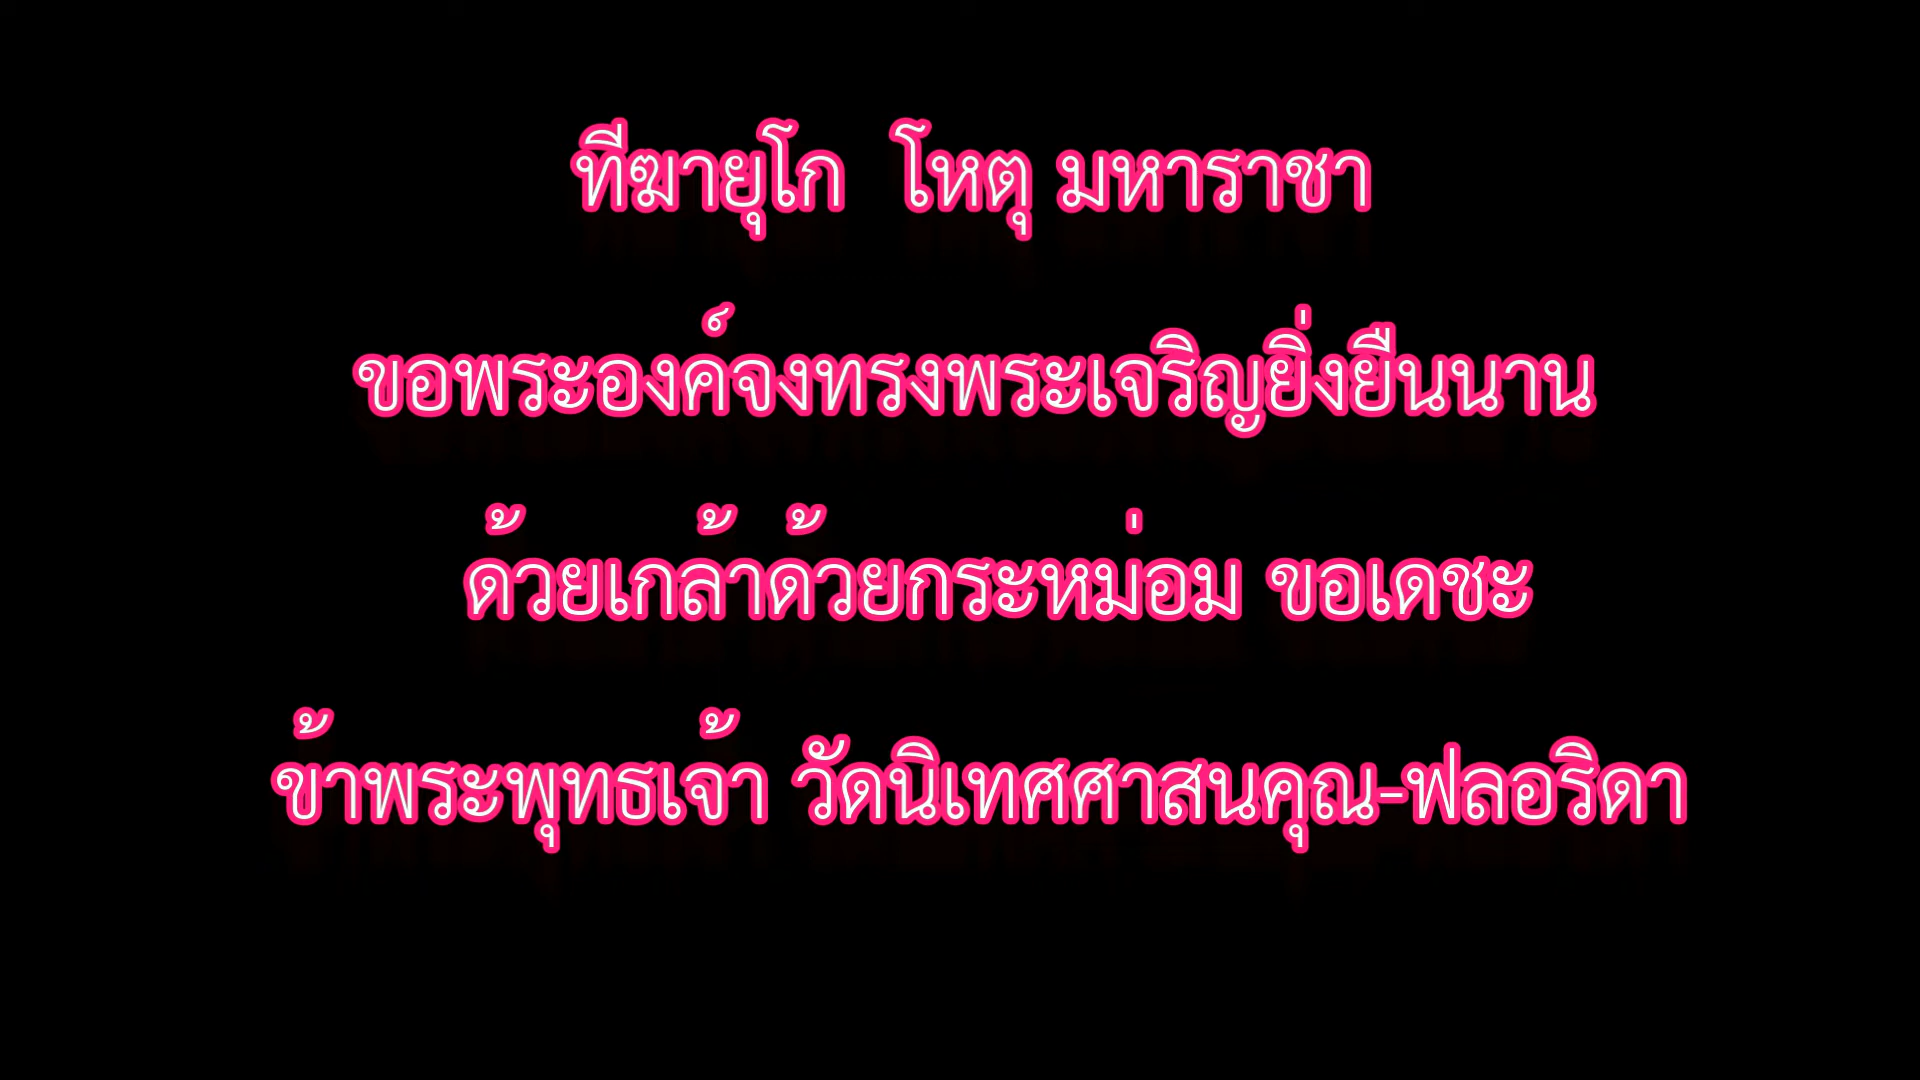 ทีฆายุโก โหตุ มหาราชา
ขอพระองค์จงทรงพระเจริญยิ่งยืนนาน
ด้วยเกล้าด้วยกระหม่อม ขอเดชะ
ข้าพระพุทธเจ้า วัดนิเทศศาสนคุณ-ฟลอริดา